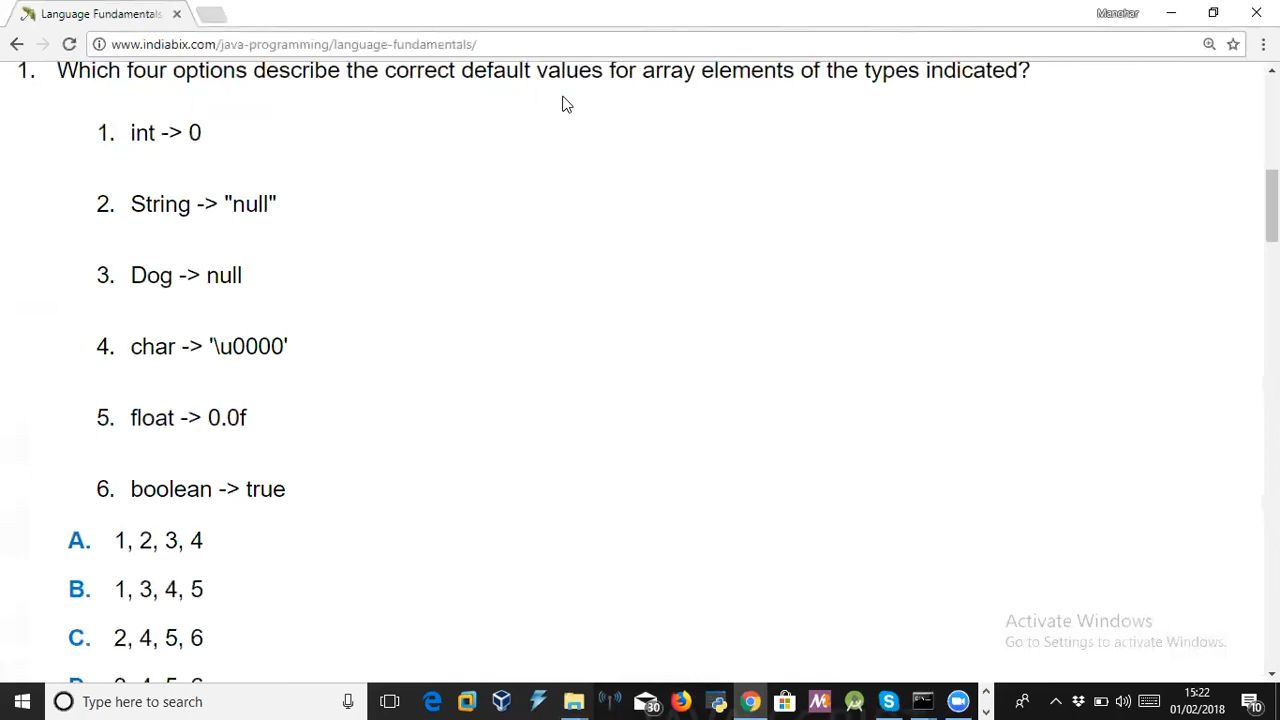 Language Fundamentals
Manohar
www.indiabix.com/java-programming/language-fundamentals/
1. Which four options describe the correct default values for array elements of the types indicated?
1. int -> 0
2. String -> "null"
3. Dog -> null
4. char -> '\u0000'
5. float -> 0.0f
6. boolean -> true
A. 1, 2, 3, 4
B. 1, 3, 4, 5
C. 2, 4, 5, 6
Activate Windows
Go to Settings to activate Windows.
Type here to search
30
15:22
01/02/2018
10